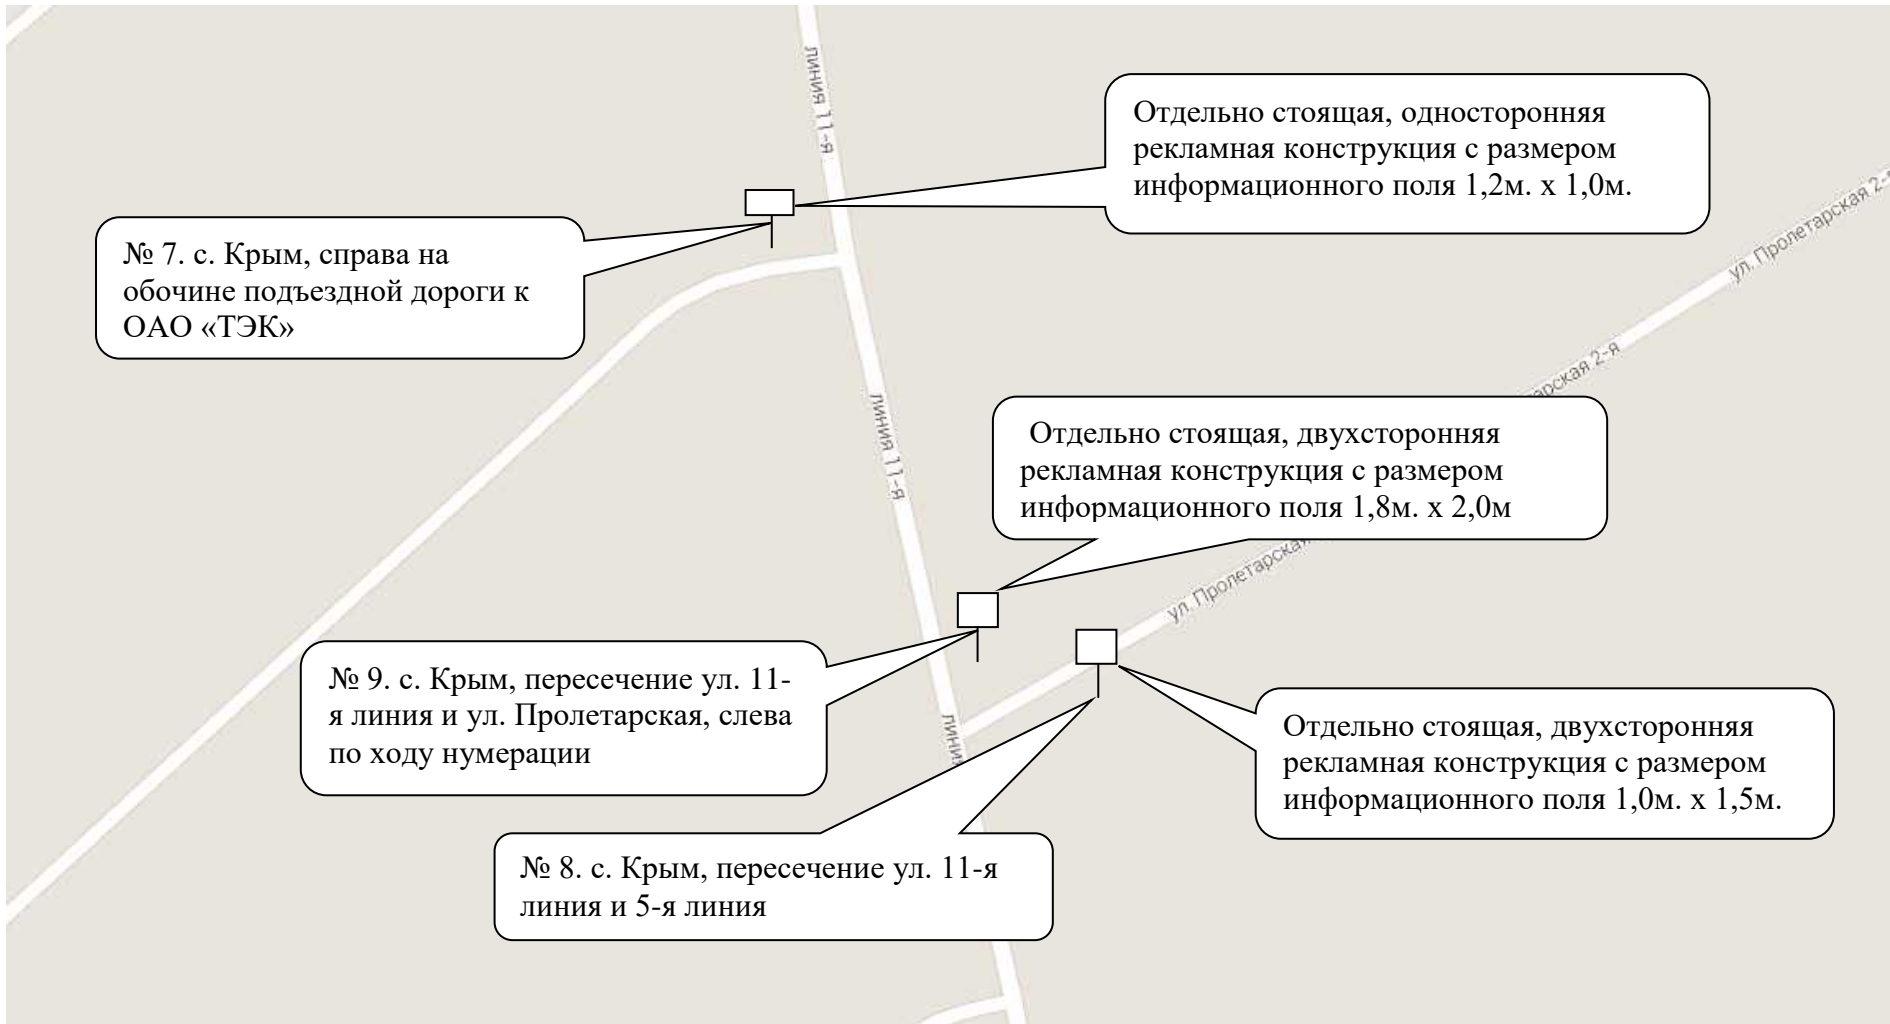 линия 11-я
Отдельно стоящая, односторонняя
рекламная конструкция с размером
информационного поля 1,2м. х 1,0м.
ул. Пролетарская 2-я
№ 7. с. Крым, справа на
обочине подъездной дороги к
ОАО «ТЭК»
2-я
линия 11-я
Отдельно стоящая, двухсторонняя
рекламная конструкция с размером
информационного поля 1,8м. х 2,0м
ул. Пролетарская
№ 9. с. Крым, пересечение ул. 11-
я линия и ул. Пролетарская, слева
по ходу нумерации
линия
Отдельно стоящая, двухсторонняя
рекламная конструкция с размером
информационного поля 1,0м. х 1,5м.
№ 8. с. Крым, пересечение ул. 11-я
линия и 5-я линия